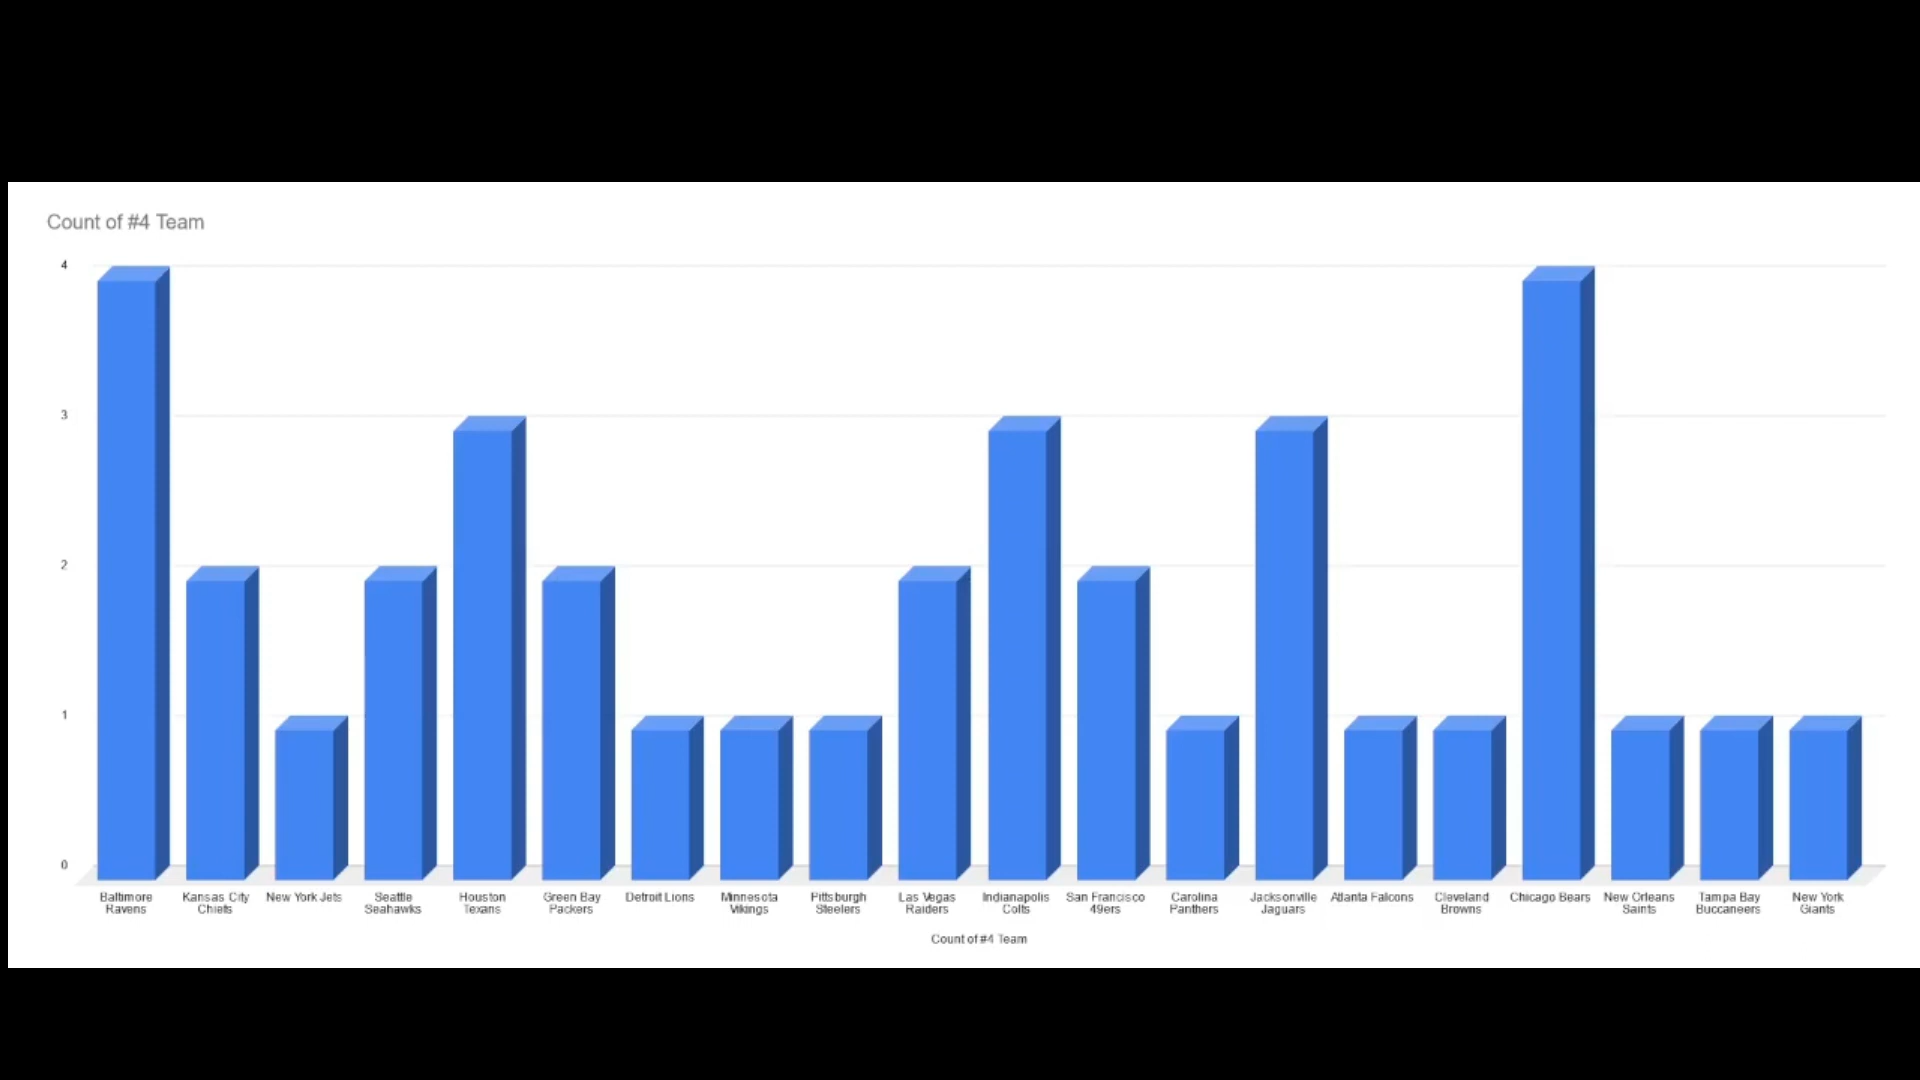 Count of #4 Team
4
3
2
1
0
Baltimore Ravens
Kansas City Chiefs
New York Jets
Seattle Seahawks
Houston Texans
Green Bay Packers
Detroit Lions
Minnesota Vikings
Pittsburgh Steelers
Las Vegas Raiders
Indianapolis Colts
San Francisco 49ers
Carolina Panthers
Jacksonville Jaguars
Atlanta Falcons
Cleveland Browns
Chicago Bears
New Orleans Saints
Tampa Bay Buccaneers
New York Giants
Count of #4 Team